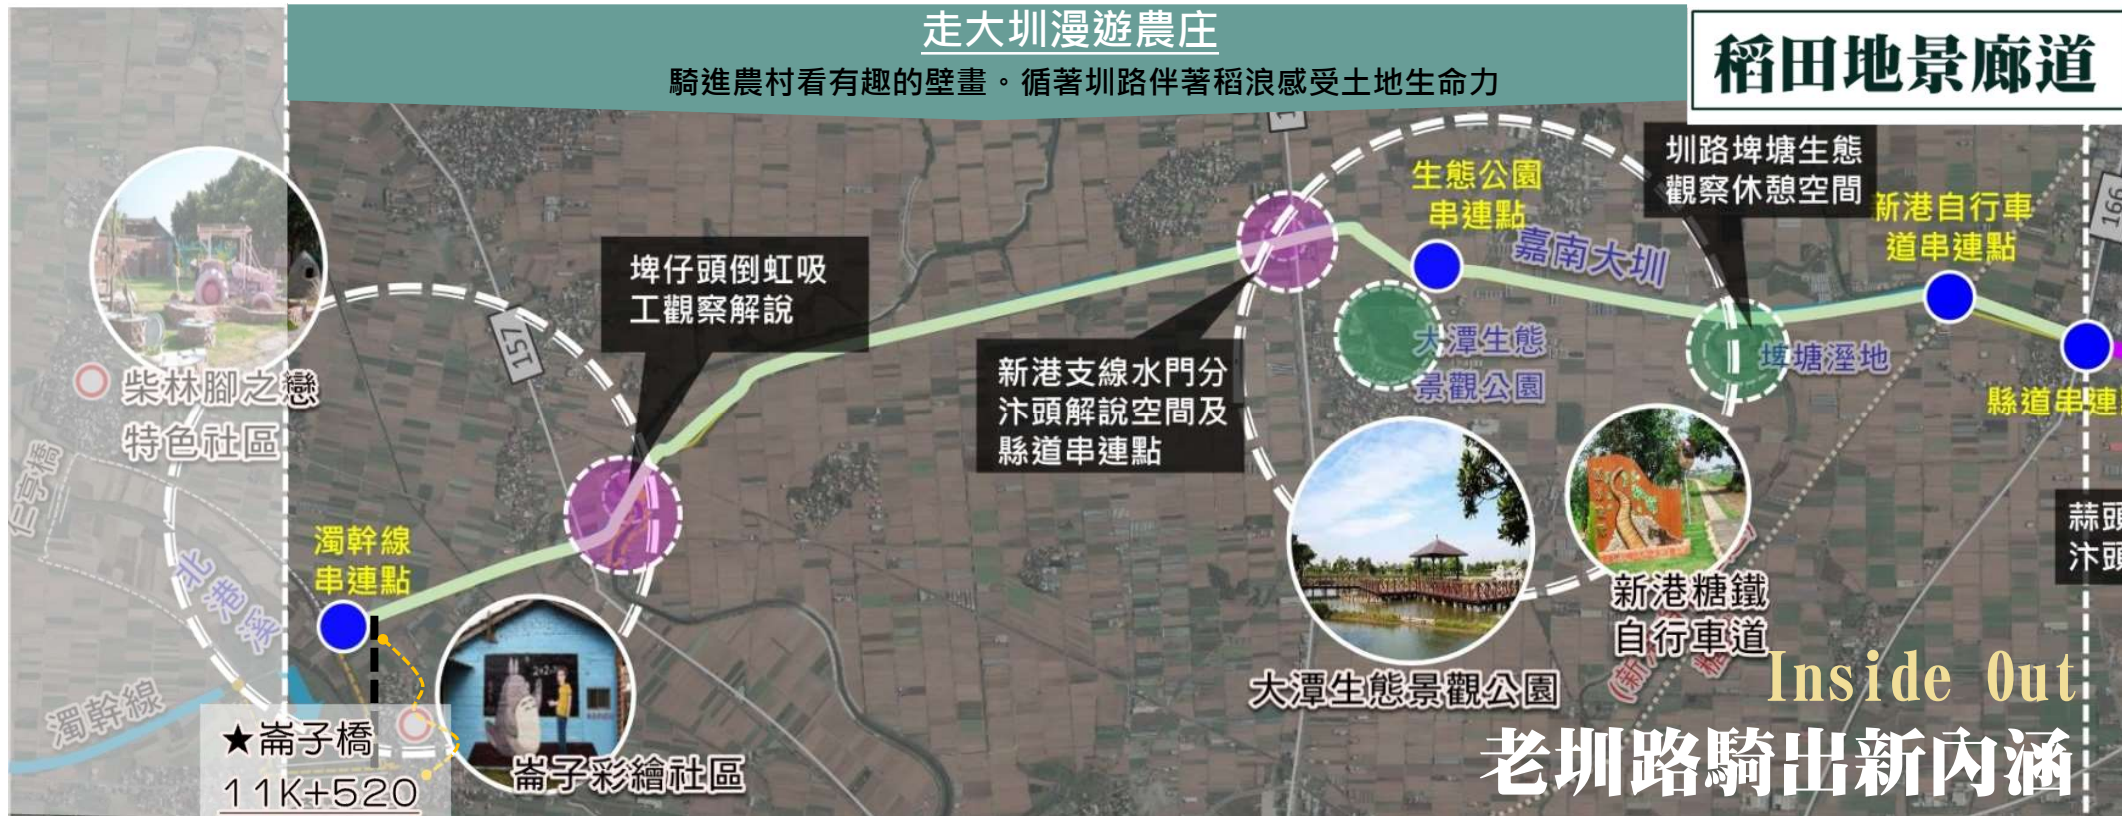 走大圳漫遊農庄
騎進農村看有趣的壁畫。循著圳路伴著稻浪感受土地生命力
稻田地景廊道
圳路埤塘生態
觀察休憩空間
生態公園
串連點
新港自行車
道串連點
166
嘉南大圳
埤仔頭倒虹吸
工觀察解說
157
新港支線水門分
汴頭解說空間及
縣道串連點
大潭生態
景觀公園
埤塘溼地
縣道串連
柴林腳之戀
特色社區
仁亨橋
北港溪
濁幹線
串連點
濁幹線
蒜頭
汴頭
新港糖鐵
自行車道
大潭生態景觀公園
崙子彩繪社區
★崙子橋
11K+520
Inside Out
老圳路騎出新內涵